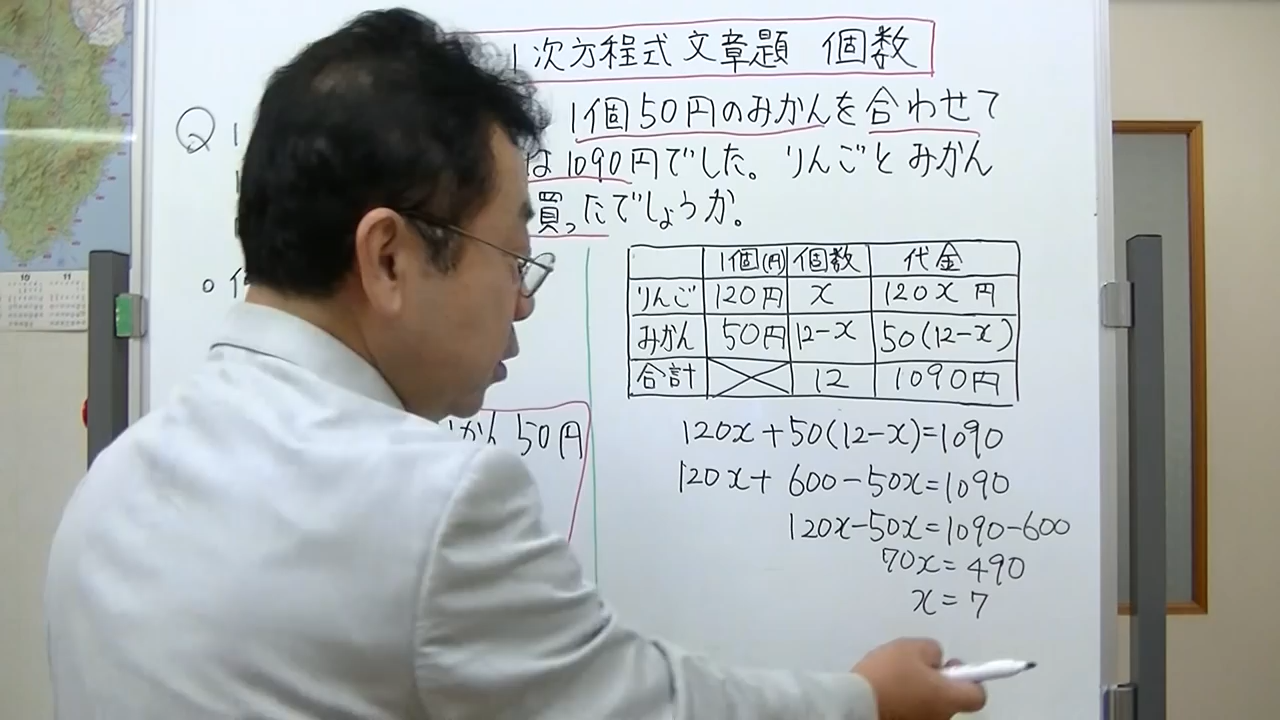 1次方程式文章題 個数
Q 1個50円のみかんを合わせて
は1090円でした。りんごとみかん
買ったでしょうか。
1個(円) 個数 代金
りんご 120円 x 120x円
みかん 50円 12-x 50(12-x)
合計 12 1090円
かん 50円
120x+50(12-x)=1090
120x+600-50x=1090
120x-50x=1090-600
70x=490
x=7
10 11